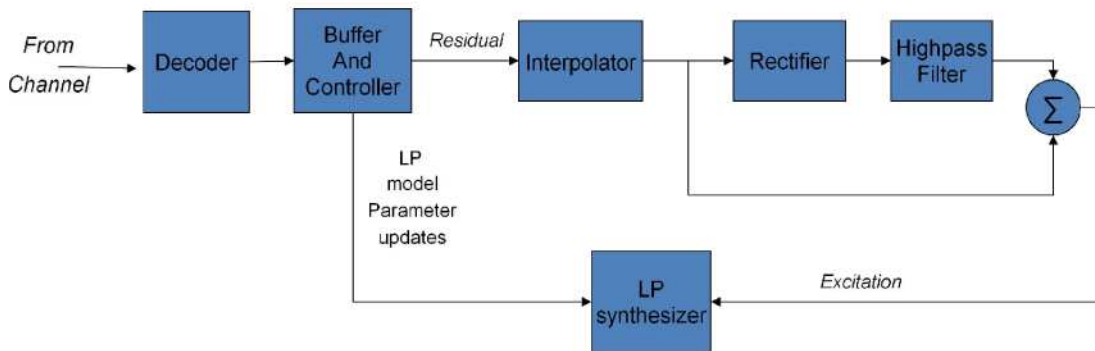 From
Channel
Decoder
Buffer
And
Controller
Residual
Interpolator
Rectifier
Highpass
Filter
Σ
LP
model
Parameter
updates
LP
synthesizer
Excitation